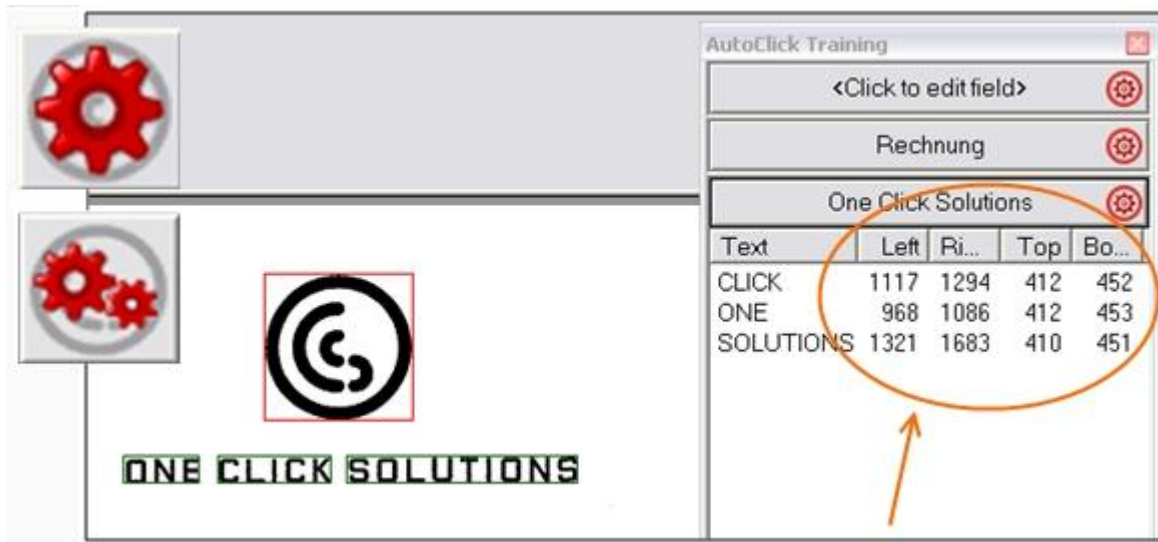 AutoClick Training
<Click to edit field>
Rechnung
One Click Solutions
Text Left Ri... Top Bo...
CLICK 1117 1294 412 452
ONE 968 1086 412 453
SOLUTIONS 1321 1683 410 451
ONE CLICK SOLUTIONS